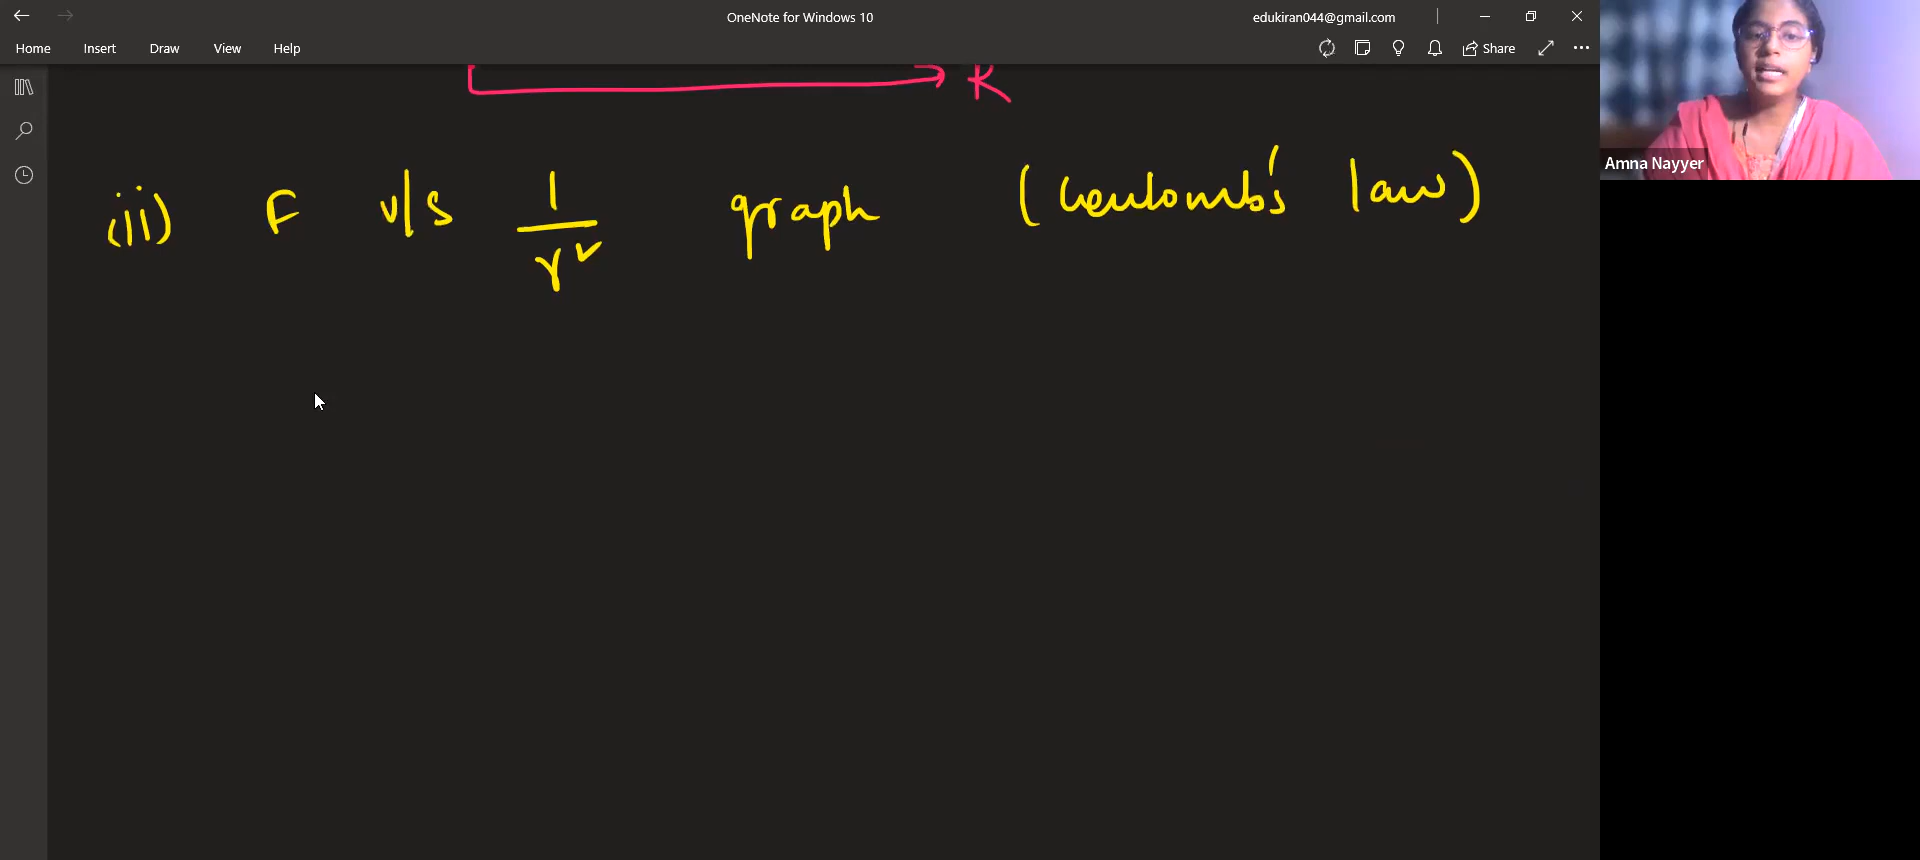 OneNote for Windows 10
edukiran044@gmail.com
Home Insert Draw View Help
Share
Amna Nayyer
R
(ii) F v/s 1/r² graph (Coulomb's law)